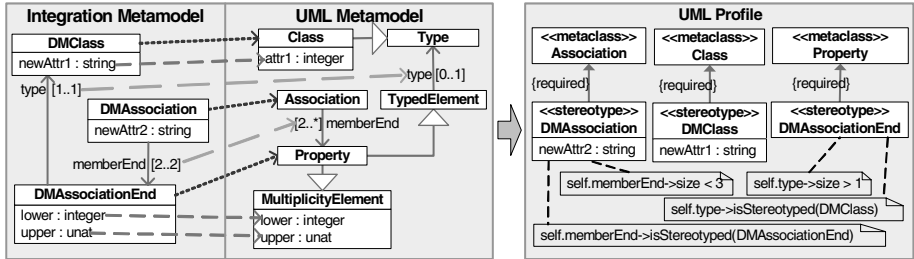 Integration Metamodel
UML Metamodel
DMClass
newAttr1 : string
Class
attr1 : integer
Type
type [1..1]
type [0..1]
DMAssociation
newAttr2 : string
Association
TypedElement
[2..*] memberEnd
memberEnd [2..2]
Property
DMAssociationEnd
lower : integer
upper : unat
MultiplicityElement
lower : integer
upper : unat
UML Profile
<<metaclass>>
Association
<<metaclass>>
Class
<<metaclass>>
Property
{required}
{required}
{required}
<<stereotype>>
DMAssociation
newAttr2 : string
<<stereotype>>
DMClass
newAttr1 : string
<<stereotype>>
DMAssociationEnd
self.memberEnd->size < 3
self.type->size > 1
self.type->isStereotyped(DMClass)
self.memberEnd->isStereotyped(DMAssociationEnd)